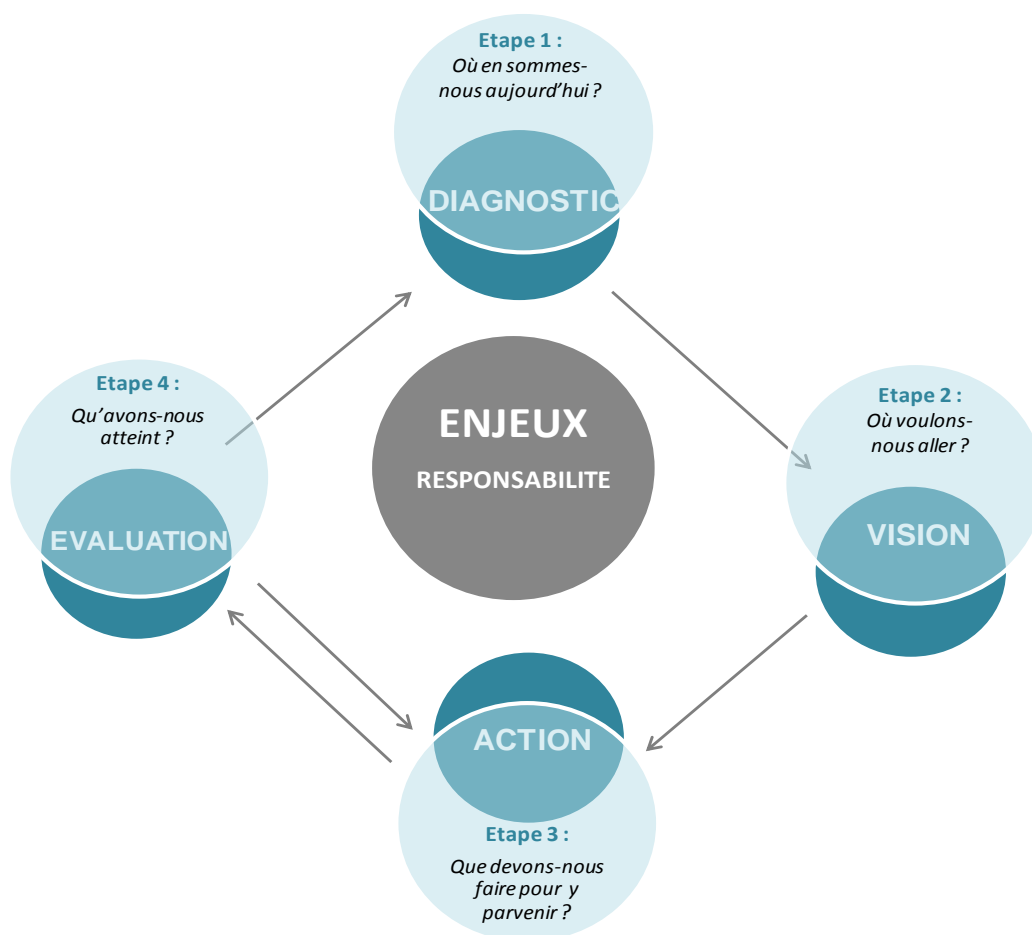 Etape 1 :
Où en sommes-
nous aujourd'hui ?
DIAGNOSTIC
Etape 4 :
Qu'avons-nous
atteint ?
EVALUATION
ENJEUX
RESPONSABILITE
Etape 2 :
Où voulons-
nous aller ?
VISION
ACTION
Etape 3 :
Que devons-nous
faire pour y
parvenir ?